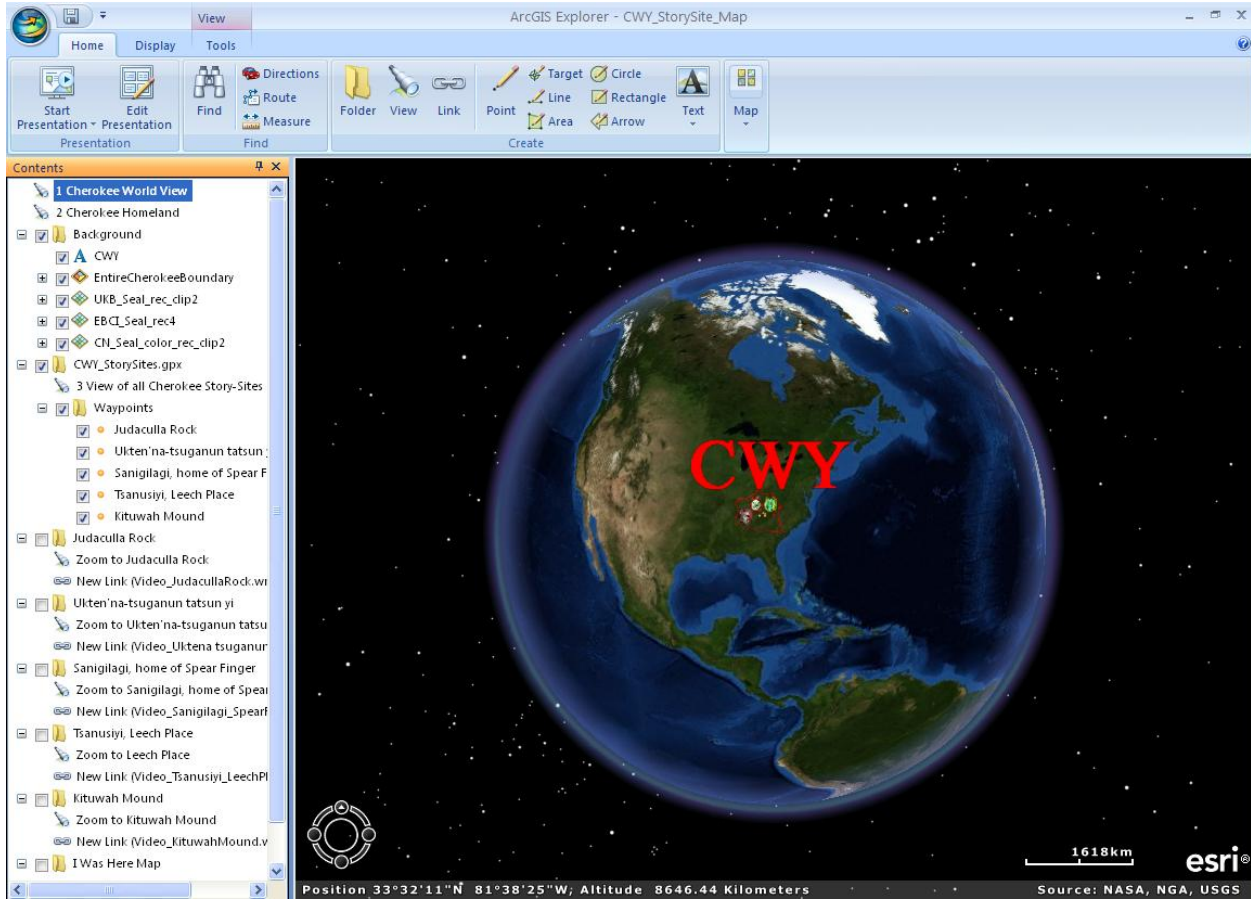 View
ArcGIS Explorer - CWY_StorySite_Map
Home Display Tools
Start Presentation
Edit Presentation
Presentation
Find
Directions
Route
Measure
Find
Folder
View
Link
Point
Target
Line
Area
Circle
Rectangle
Arrow
Text
Create
Map
Contents
1 Cherokee World View
2 Cherokee Homeland
Background
CWY
EntireCherokeeBoundary
UKB_Seal_rec_clip2
EBCI_Seal_rec4
CN_Seal_color_rec_clip2
CWY_StorySites.gpx
3 View of all Cherokee Story-Sites
Waypoints
Judaculla Rock
Ukten'na-tsuganun tatsun
Sanigilagi, home of Spear F
Tsanusiyi, Leech Place
Kituwah Mound
Judaculla Rock
Zoom to Judaculla Rock
New Link (Video_JudacullaRock.w
Ukten'na-tsuganun tatsun yi
Zoom to Ukten'na-tsuganun tatsu
New Link (Video_Uktena tsuganur
Sanigilagi, home of Spear Finger
Zoom to Sanigilagi, home of Spear
New Link (Video_Sanigilagi_Spear
Tsanusiyi, Leech Place
Zoom to Leech Place
New Link (Video_Tsanusiyi_LeechPl
Kituwah Mound
Zoom to Kituwah Mound
New Link (Video_KituwahMound.w
I Was Here Map
CWY
1618km
esri
Position 33°32'11"N 81°38'25"W; Altitude 8646.44 Kilometers
Source: NASA, NGA, USGS